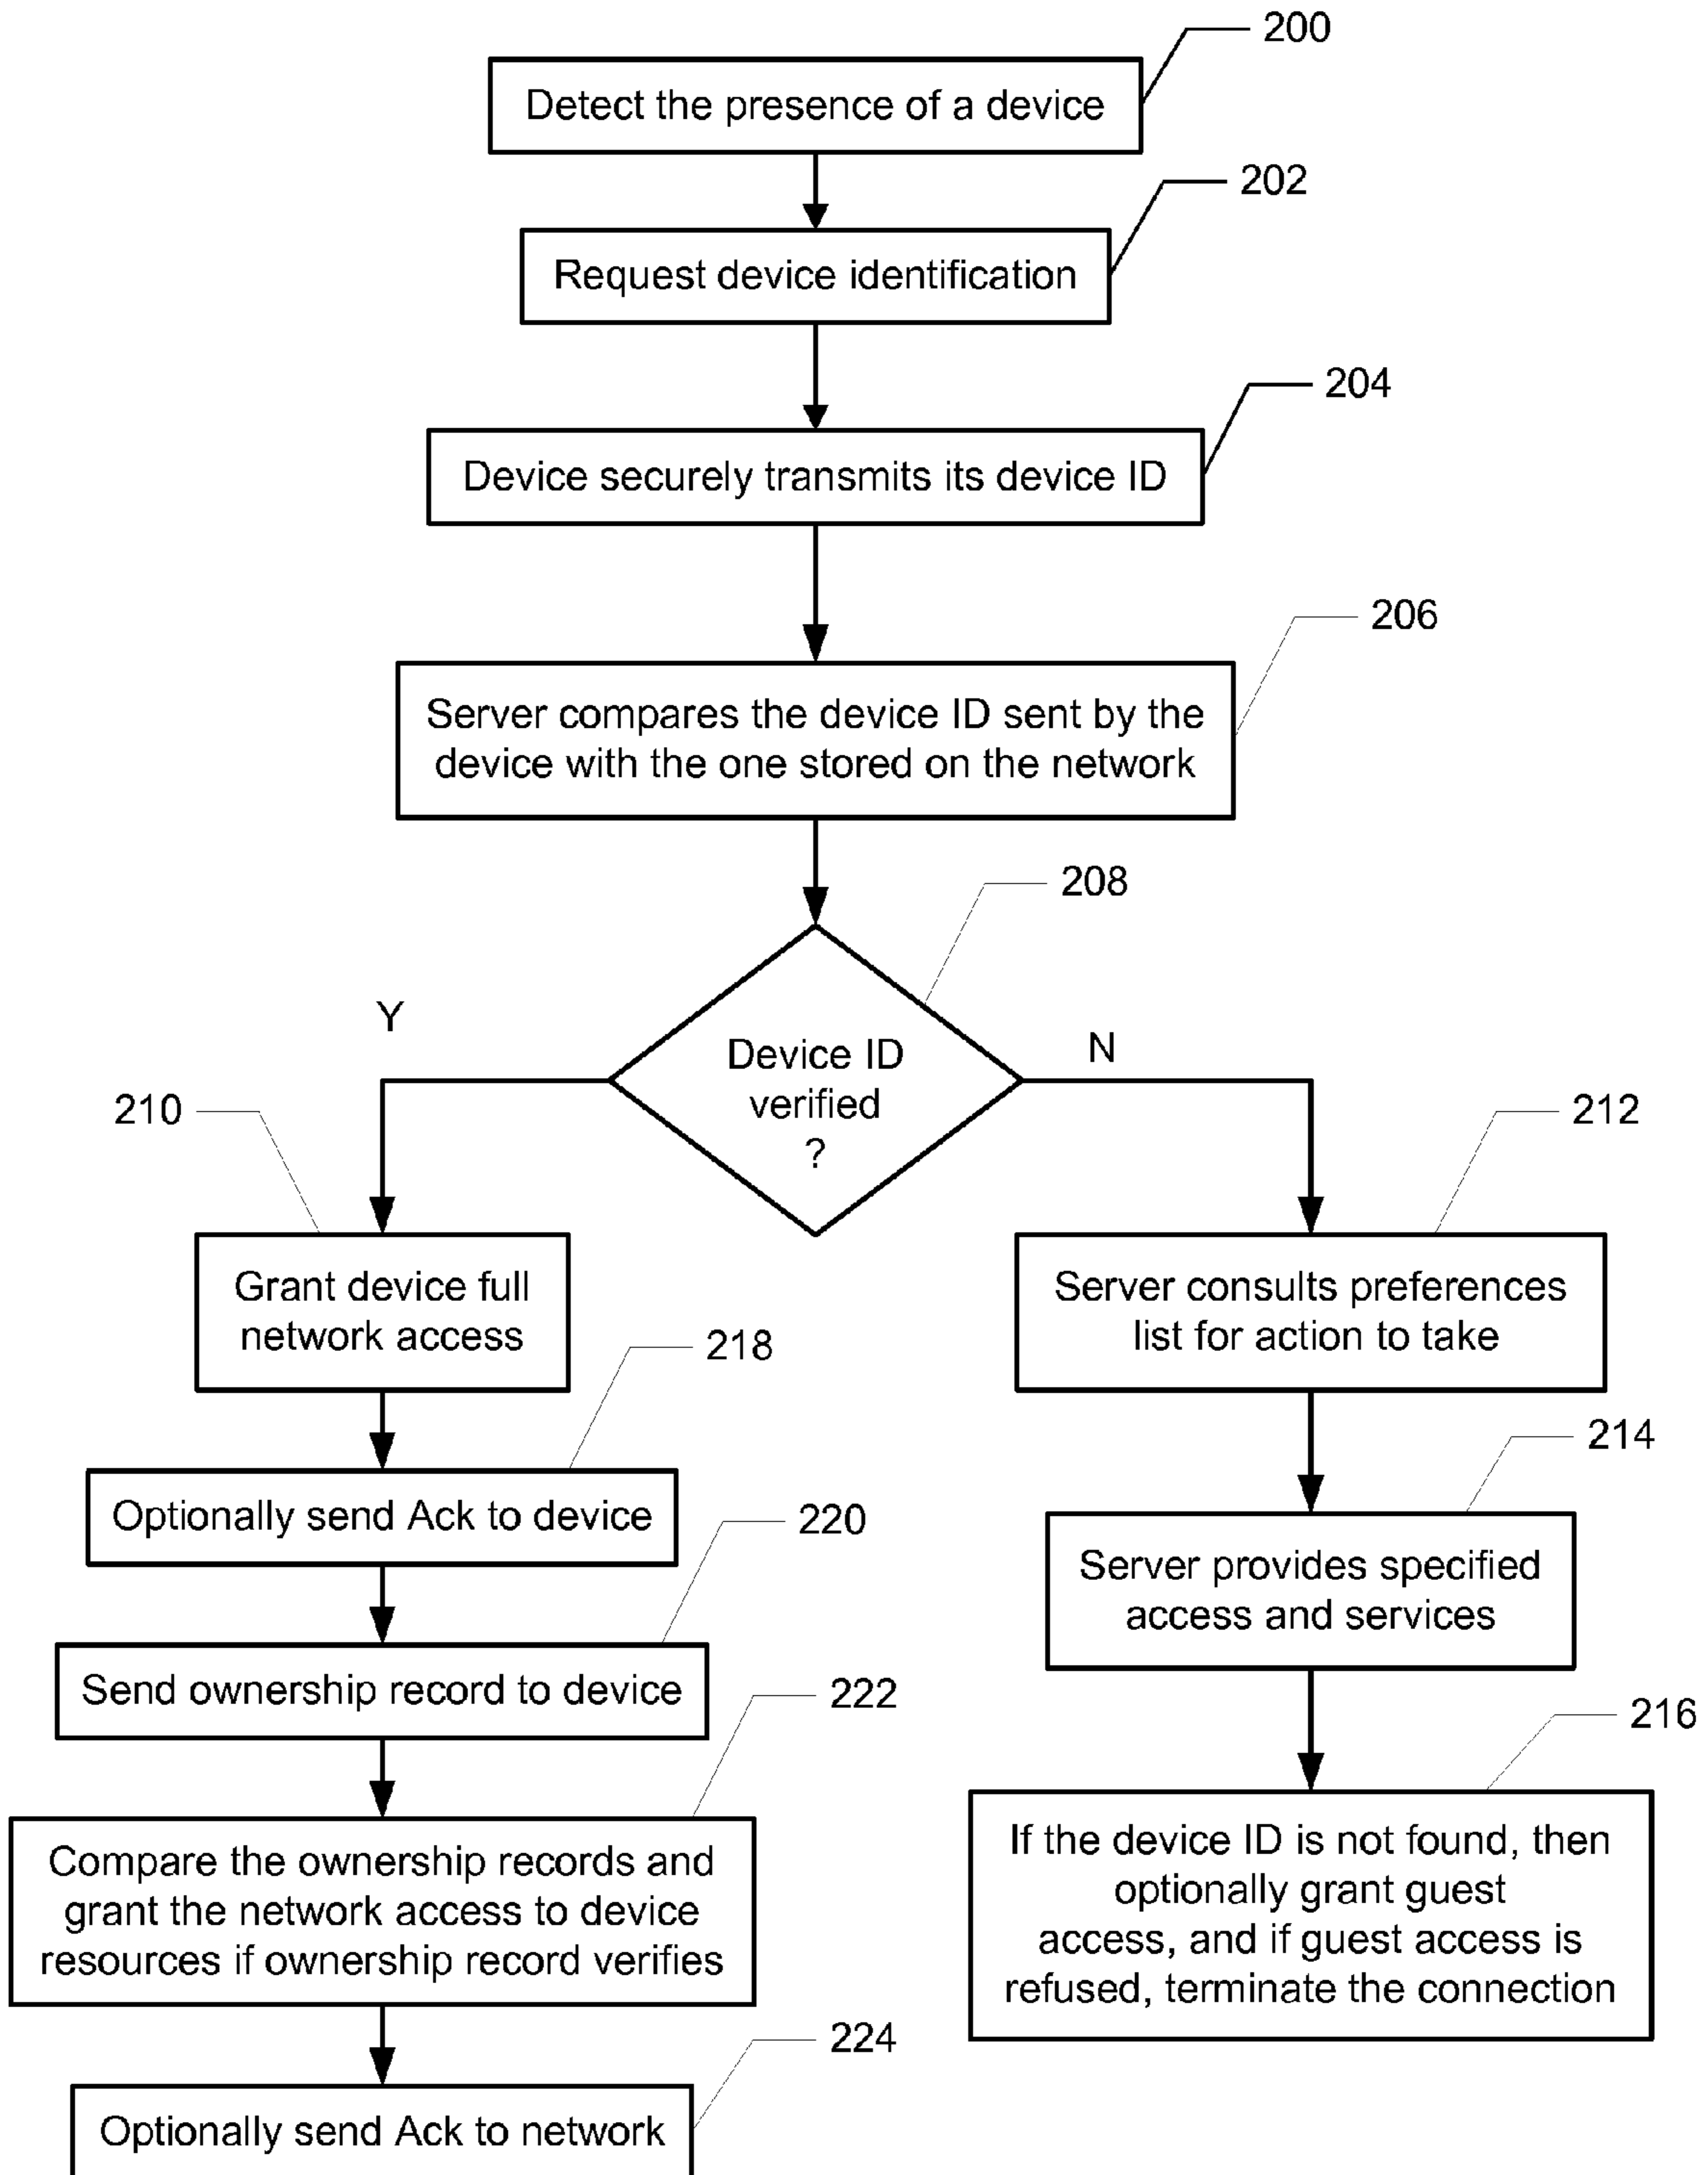 200
Detect the presence of a device
202
Request device identification
204
Device securely transmits its device ID
206
Server compares the device ID sent by the
device with the one stored on the network
208
Device ID
verified
?
Y
N
210
Grant device full
network access
212
Server consults preferences
list for action to take
218
Optionally send Ack to device
214
Server provides specified
access and services
220
Send ownership record to device
222
Compare the ownership records and
grant the network access to device
resources if ownership record verifies
216
If the device ID is not found, then
optionally grant guest
access, and if guest access is
refused, terminate the connection
224
Optionally send Ack to network